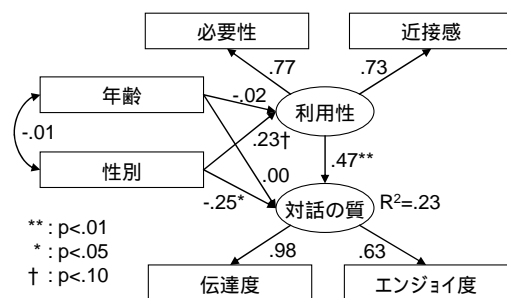 必要性
近接感
.77
.73
年齢
-.02
利用性
-.01
.23†
.47**
性別
.00
-.25*
対話の質
R²=.23
** : p<.01
* : p<.05
† : p<.10
.98
.63
伝達度
エンジョイ度